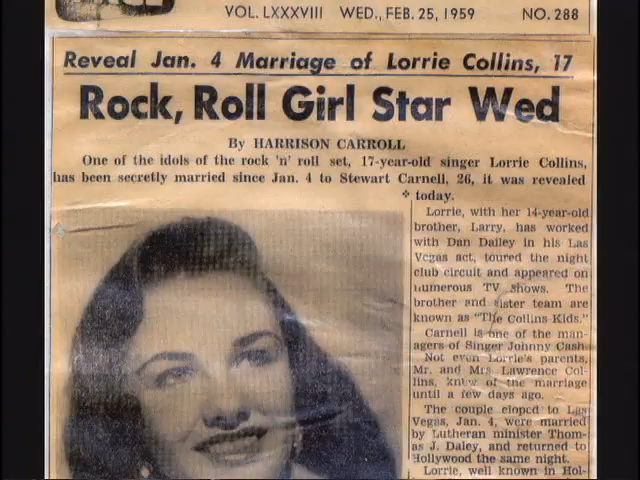 VOL. LXXXVIII WED., FEB. 25, 1959 NO. 288
Reveal Jan. 4 Marriage of Lorrie Collins, 17
Rock, Roll Girl Star Wed
By HARRISON CARROLL
One of the idols of the rock 'n' roll set, 17-year-old singer Lorrie Collins,
has been secretly married since Jan. 4 to Stewart Carnell, 26, it was revealed
today.
Lorrie, with her 14-year-old
brother, Larry, has worked
with Dan Dailey in his Las
Vegas act, toured the night
club circuit and appeared on
numerous TV shows. The
brother and sister team are
known as "The Collins Kids."
Carnell is one of the man-
agers of Singer Johnny Cash.
Not even Lorrie's parents,
Mr. and Mrs. Lawrence Col-
lins, knew of the marriage
until a few days ago.
The couple eloped to Las
Vegas, Jan. 4, were married
by Lutheran minister Thom-
as J. Daley, and returned to
Hollywood the same night.
Lorrie, well known in Hol-